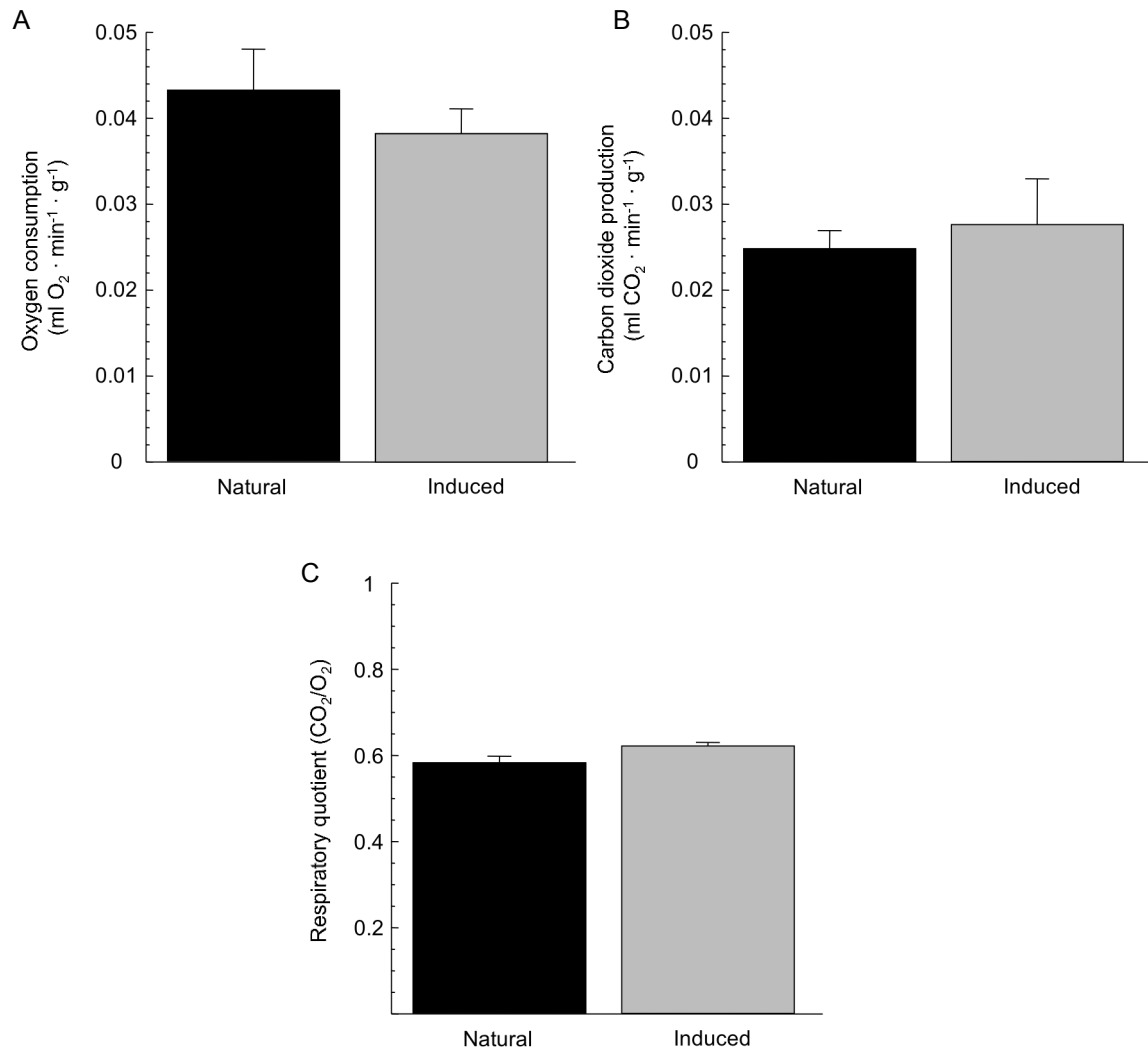 A
0.05
0.04
0.03
0.02
0.01
0
Oxygen consumption
(ml O₂ · min⁻¹ · g⁻¹)
Natural
Induced
B
0.05
0.04
0.03
0.02
0.01
0
Carbon dioxide production
(ml CO₂ · min⁻¹ · g⁻¹)
Natural
Induced
C
1
0.8
0.6
0.4
0.2
Respiratory quotient (CO₂/O₂)
Natural
Induced